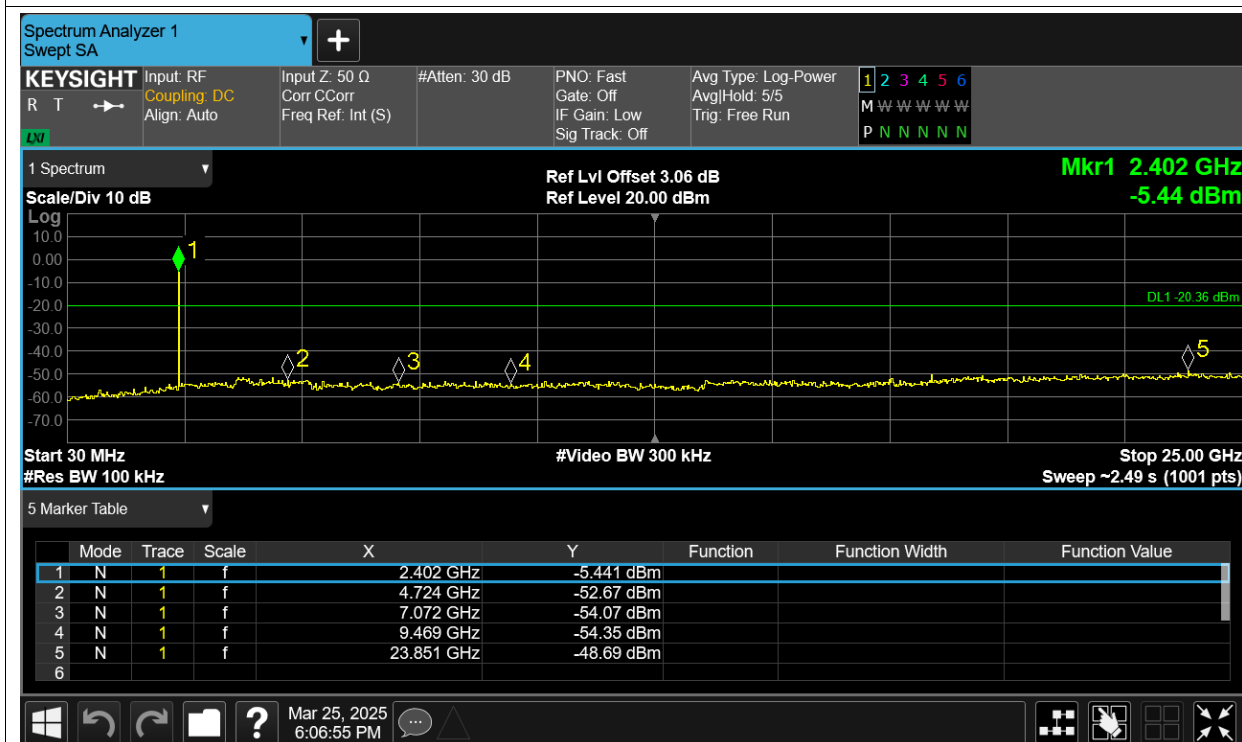 Spectrum Analyzer 1
Swept SA
KEYSIGHT
R T
LXI
Input: RF
Coupling: DC
Align: Auto
Input Z: 50 Ω
Corr CCorr
Freq Ref: Int (S)
#Atten: 30 dB
PNO: Fast
Gate: Off
IF Gain: Low
Sig Track: Off
Avg Type: Log-Power
Avg|Hold: 5/5
Trig: Free Run
1 2 3 4 5 6
M W W W W W
P N N N N N
1 Spectrum
Scale/Div 10 dB
Ref Lvl Offset 3.06 dB
Ref Level 20.00 dBm
Mkr1 2.402 GHz
-5.44 dBm
Log
10.0
0.00
-10.0
-20.0
-30.0
-40.0
-50.0
-60.0
-70.0
1
2
3
4
5
DL1 -20.36 dBm
Start 30 MHz
#Video BW 300 kHz
Stop 25.00 GHz
#Res BW 100 kHz
Sweep ~2.49 s (1001 pts)
5 Marker Table
Mode Trace Scale X Y Function Function Width Function Value
1 N 1 f 2.402 GHz -5.441 dBm
2 N 1 f 4.724 GHz -52.67 dBm
3 N 1 f 7.072 GHz -54.07 dBm
4 N 1 f 9.469 GHz -54.35 dBm
5 N 1 f 23.851 GHz -48.69 dBm
6
?
Mar 25, 2025
6:06:55 PM